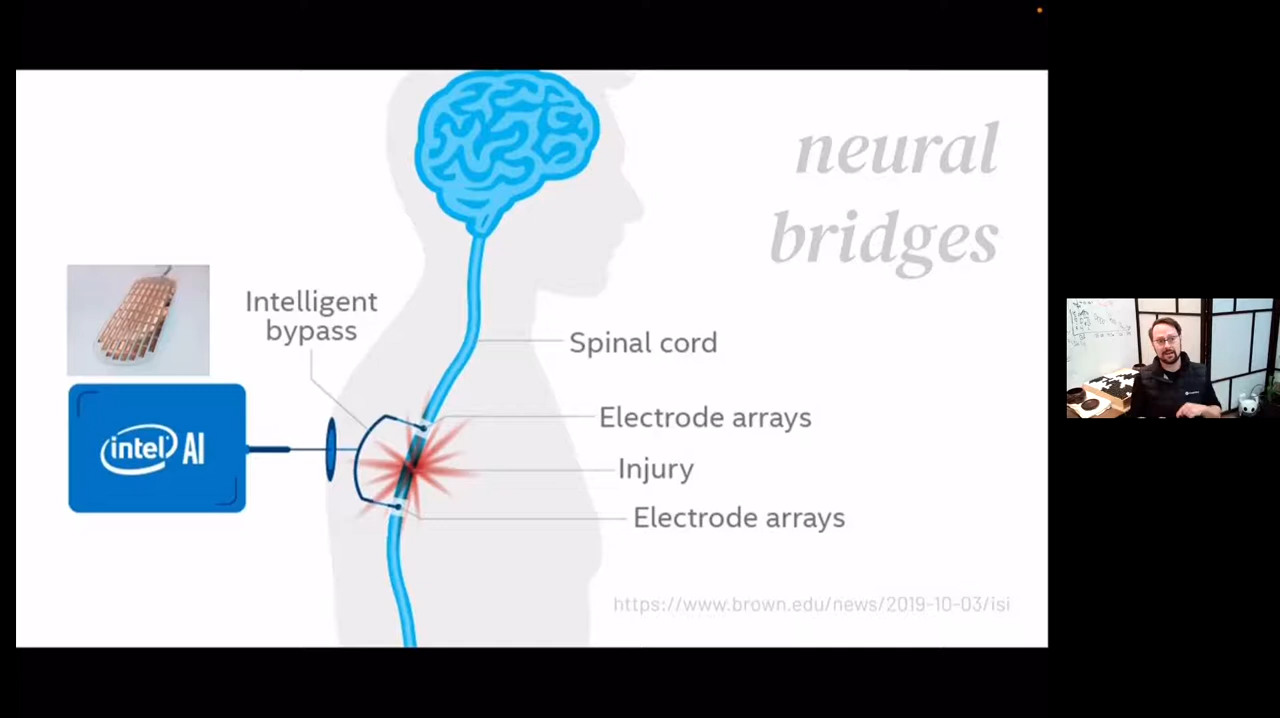 neural
bridges
Intelligent
bypass
Spinal cord
Electrode arrays
intel AI
Injury
Electrode arrays
https://www.brown.edu/news/2019-10-03/isi